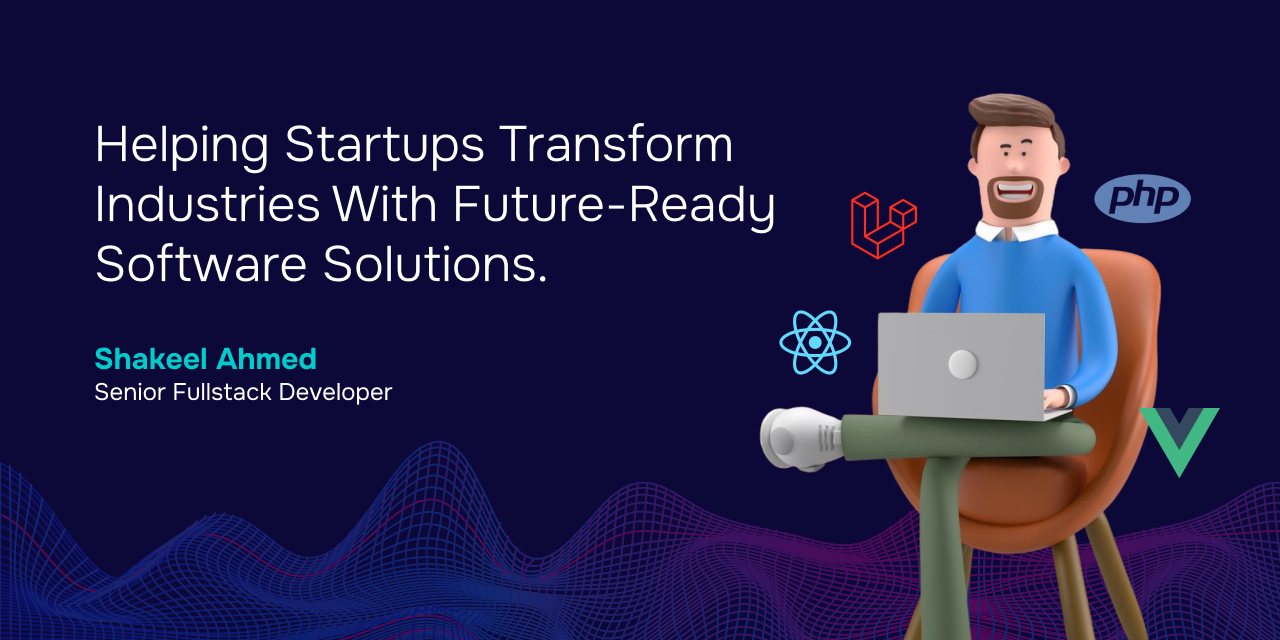 Helping Startups Transform
Industries With Future-Ready
Software Solutions.
Shakeel Ahmed
Senior Fullstack Developer
php